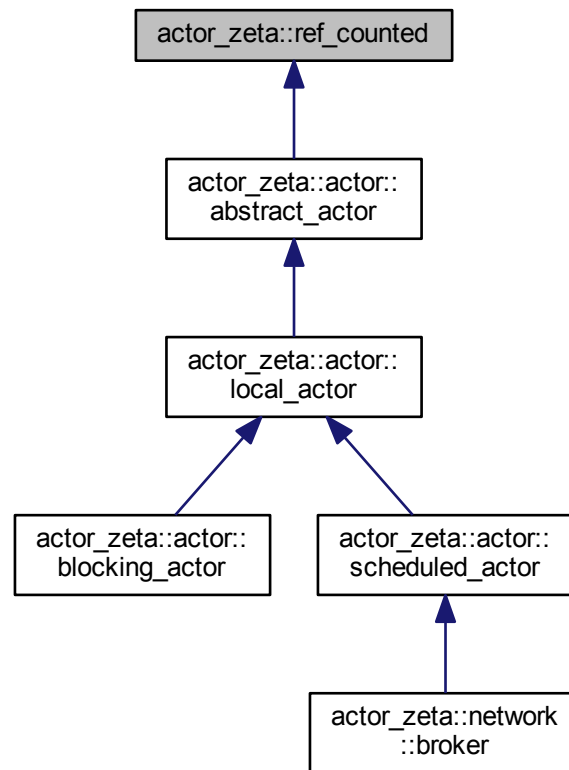 actor_zeta::ref_counted
actor_zeta::actor::
abstract_actor
actor_zeta::actor::
local_actor
actor_zeta::actor::
blocking_actor
actor_zeta::actor::
scheduled_actor
actor_zeta::network
::broker